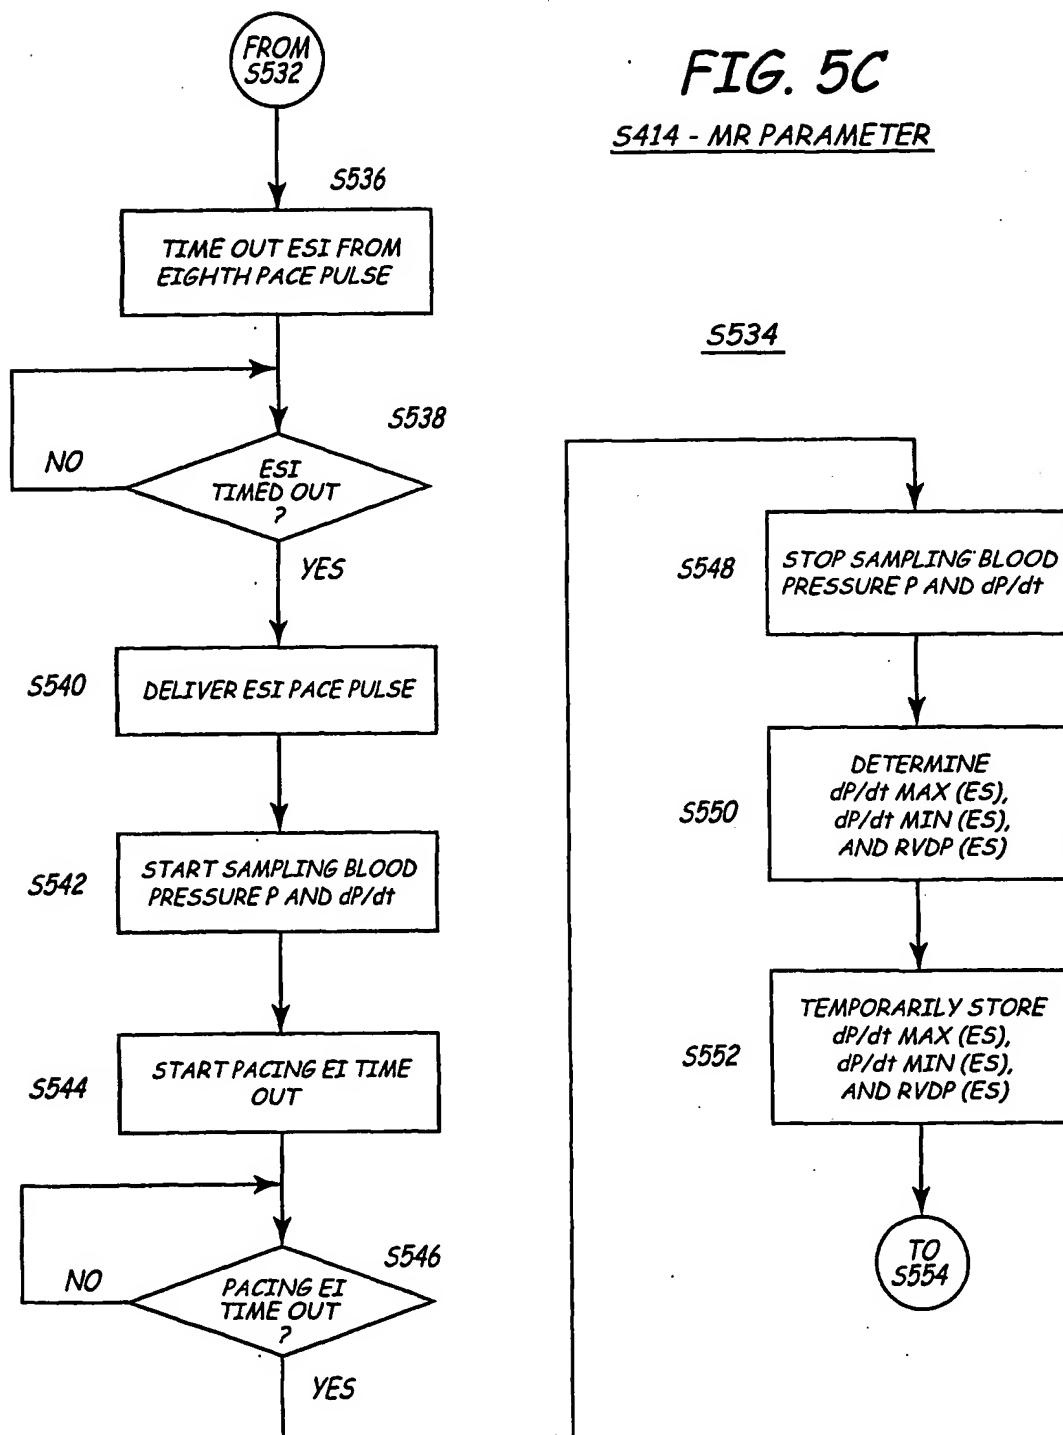 FROM
S532
FIG. 5C
S414 - MR PARAMETER
S536
TIME OUT ESI FROM
EIGHTH PACE PULSE
S534
S538
NO
ESI
TIMED OUT
?
YES
S540
DELIVER ESI PACE PULSE
S542
START SAMPLING BLOOD
PRESSURE P AND dP/dt
S544
START PACING EI TIME
OUT
S546
NO
PACING EI
TIME OUT
?
YES
S548
STOP SAMPLING BLOOD
PRESSURE P AND dP/dt
S550
DETERMINE
dP/dt MAX (ES),
dP/dt MIN (ES),
AND RVDP (ES)
S552
TEMPORARILY STORE
dP/dt MAX (ES),
dP/dt MIN (ES),
AND RVDP (ES)
TO
S554